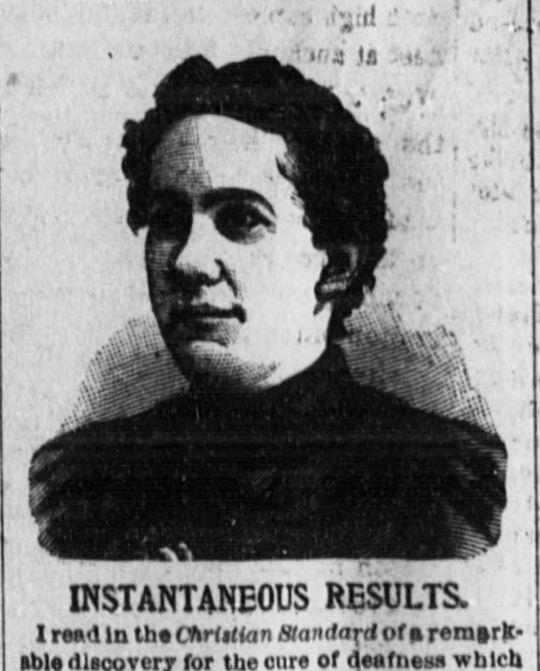 INSTANTANEOUS RESULTS.
I read in the Christian Standard of a remark-
able discovery for the cure of deafness which